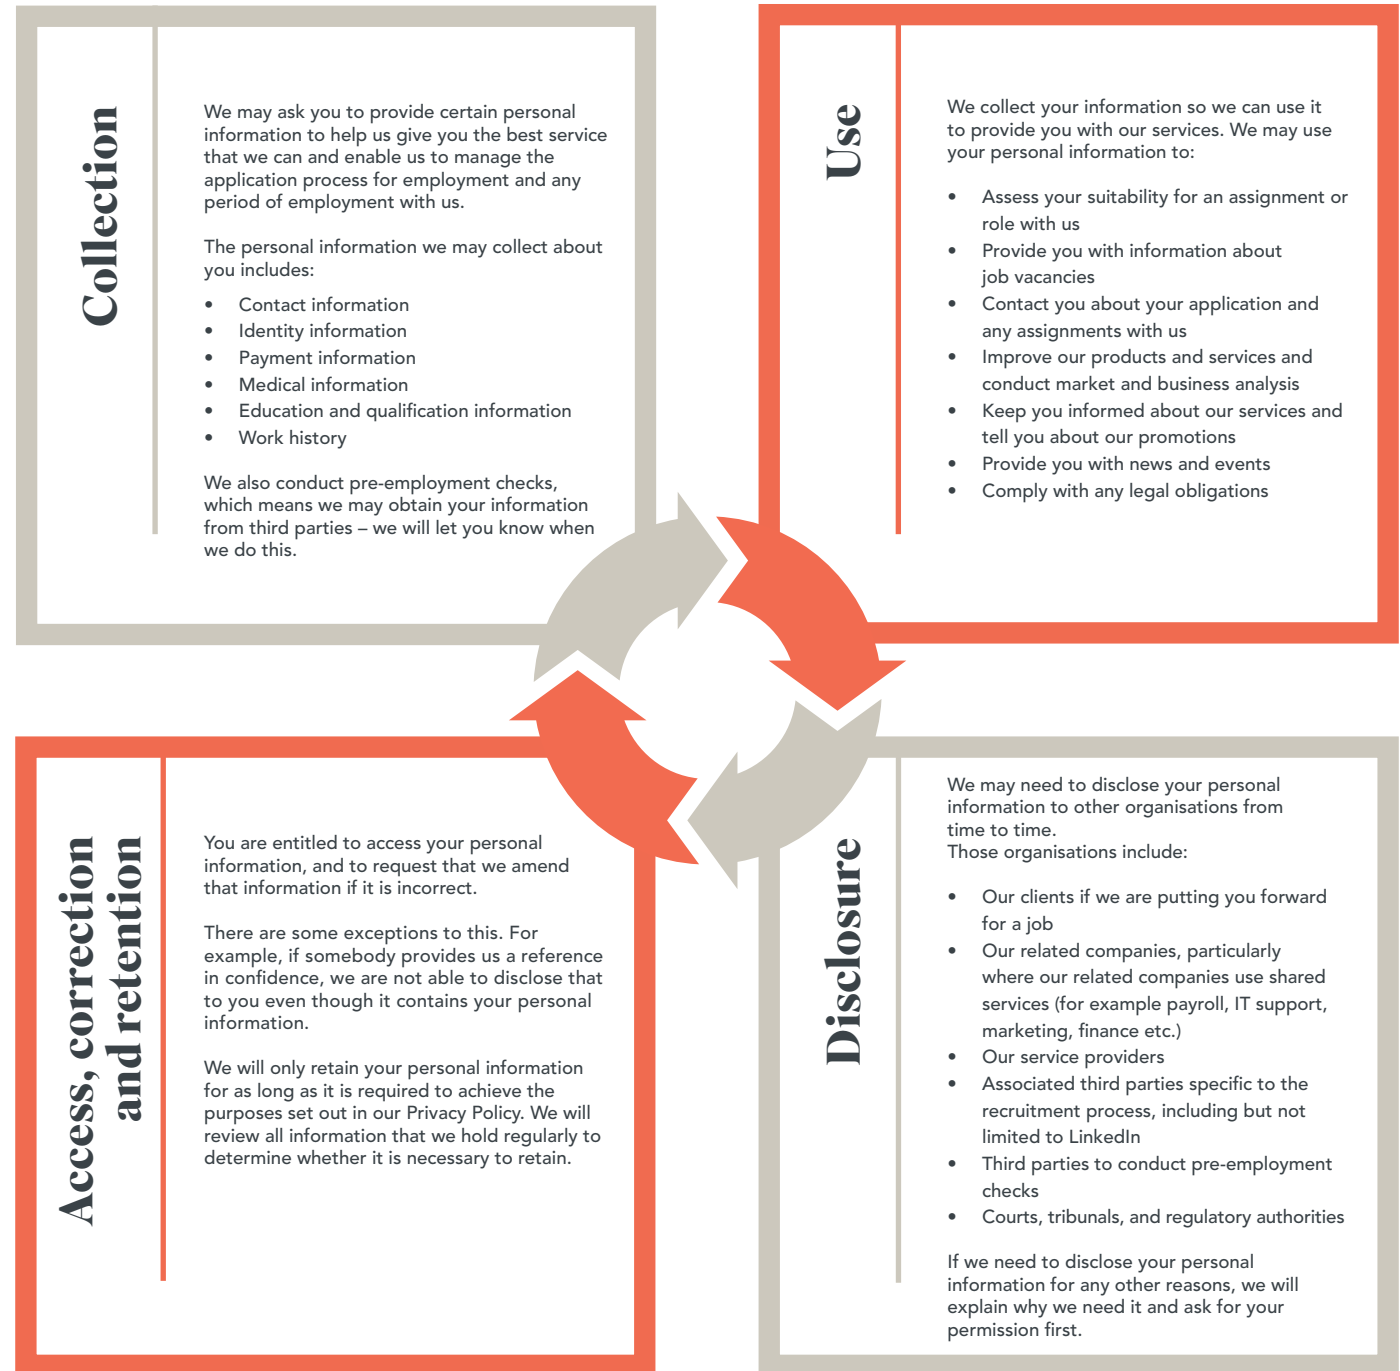 Collection
We may ask you to provide certain personal
information to help us give you the best service
that we can and enable us to manage the
application process for employment and any
period of employment with us.
The personal information we may collect about
you includes:
• Contact information
• Identity information
• Payment information
• Medical information
• Education and qualification information
• Work history
We also conduct pre-employment checks,
which means we may obtain your information
from third parties – we will let you know when
we do this.
Use
We collect your information so we can use it
to provide you with our services. We may use
your personal information to:
• Assess your suitability for an assignment or
role with us
• Provide you with information about
job vacancies
• Contact you about your application and
any assignments with us
• Improve our products and services and
conduct market and business analysis
• Keep you informed about our services and
tell you about our promotions
• Provide you with news and events
• Comply with any legal obligations
Access, correction
and retention
You are entitled to access your personal
information, and to request that we amend
that information if it is incorrect.
There are some exceptions to this. For
example, if somebody provides us a reference
in confidence, we are not able to disclose that
to you even though it contains your personal
information.
We will only retain your personal information
for as long as it is required to achieve the
purposes set out in our Privacy Policy. We will
review all information that we hold regularly to
determine whether it is necessary to retain.
Disclosure
We may need to disclose your personal
information to other organisations from
time to time.
Those organisations include:
• Our clients if we are putting you forward
for a job
• Our related companies, particularly
where our related companies use shared
services (for example payroll, IT support,
marketing, finance etc.)
• Our service providers
• Associated third parties specific to the
recruitment process, including but not
limited to LinkedIn
• Third parties to conduct pre-employment
checks
• Courts, tribunals, and regulatory authorities
If we need to disclose your personal
information for any other reasons, we will
explain why we need it and ask for your
permission first.